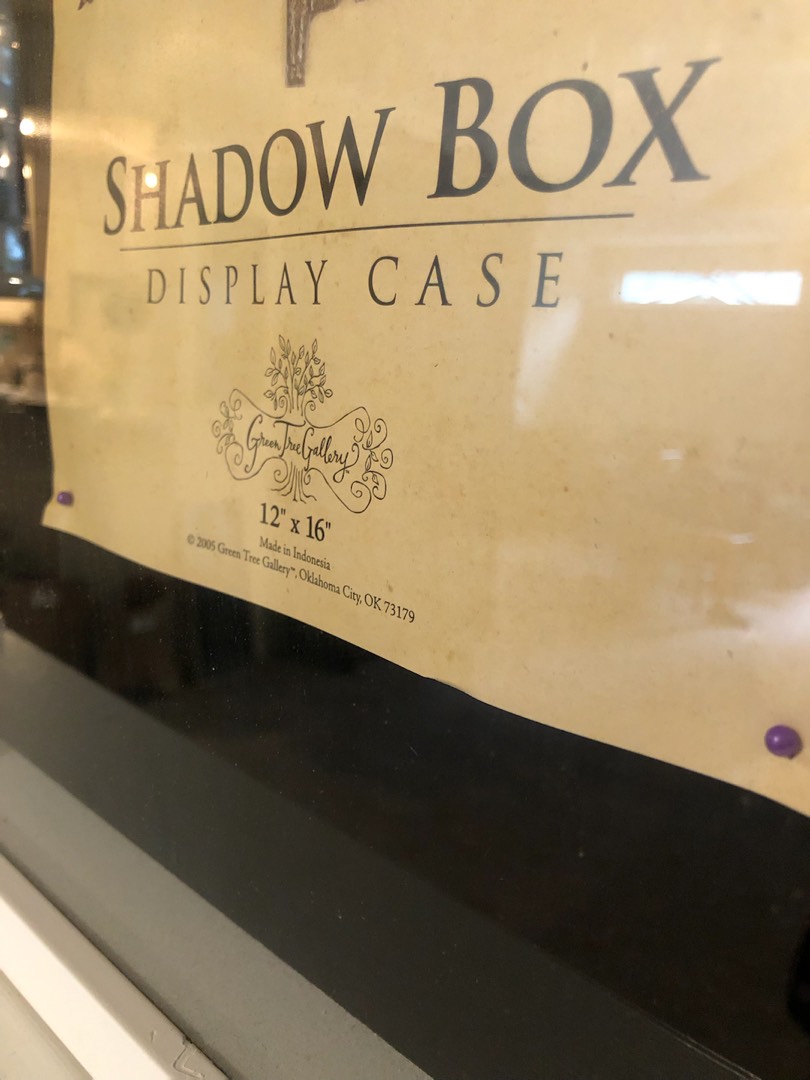 SHADOW BOX
DISPLAY CASE
Green Tree Gallery
12" x 16"
Made in Indonesia
© 2005 Green Tree Gallery™, Oklahoma City, OK 73179